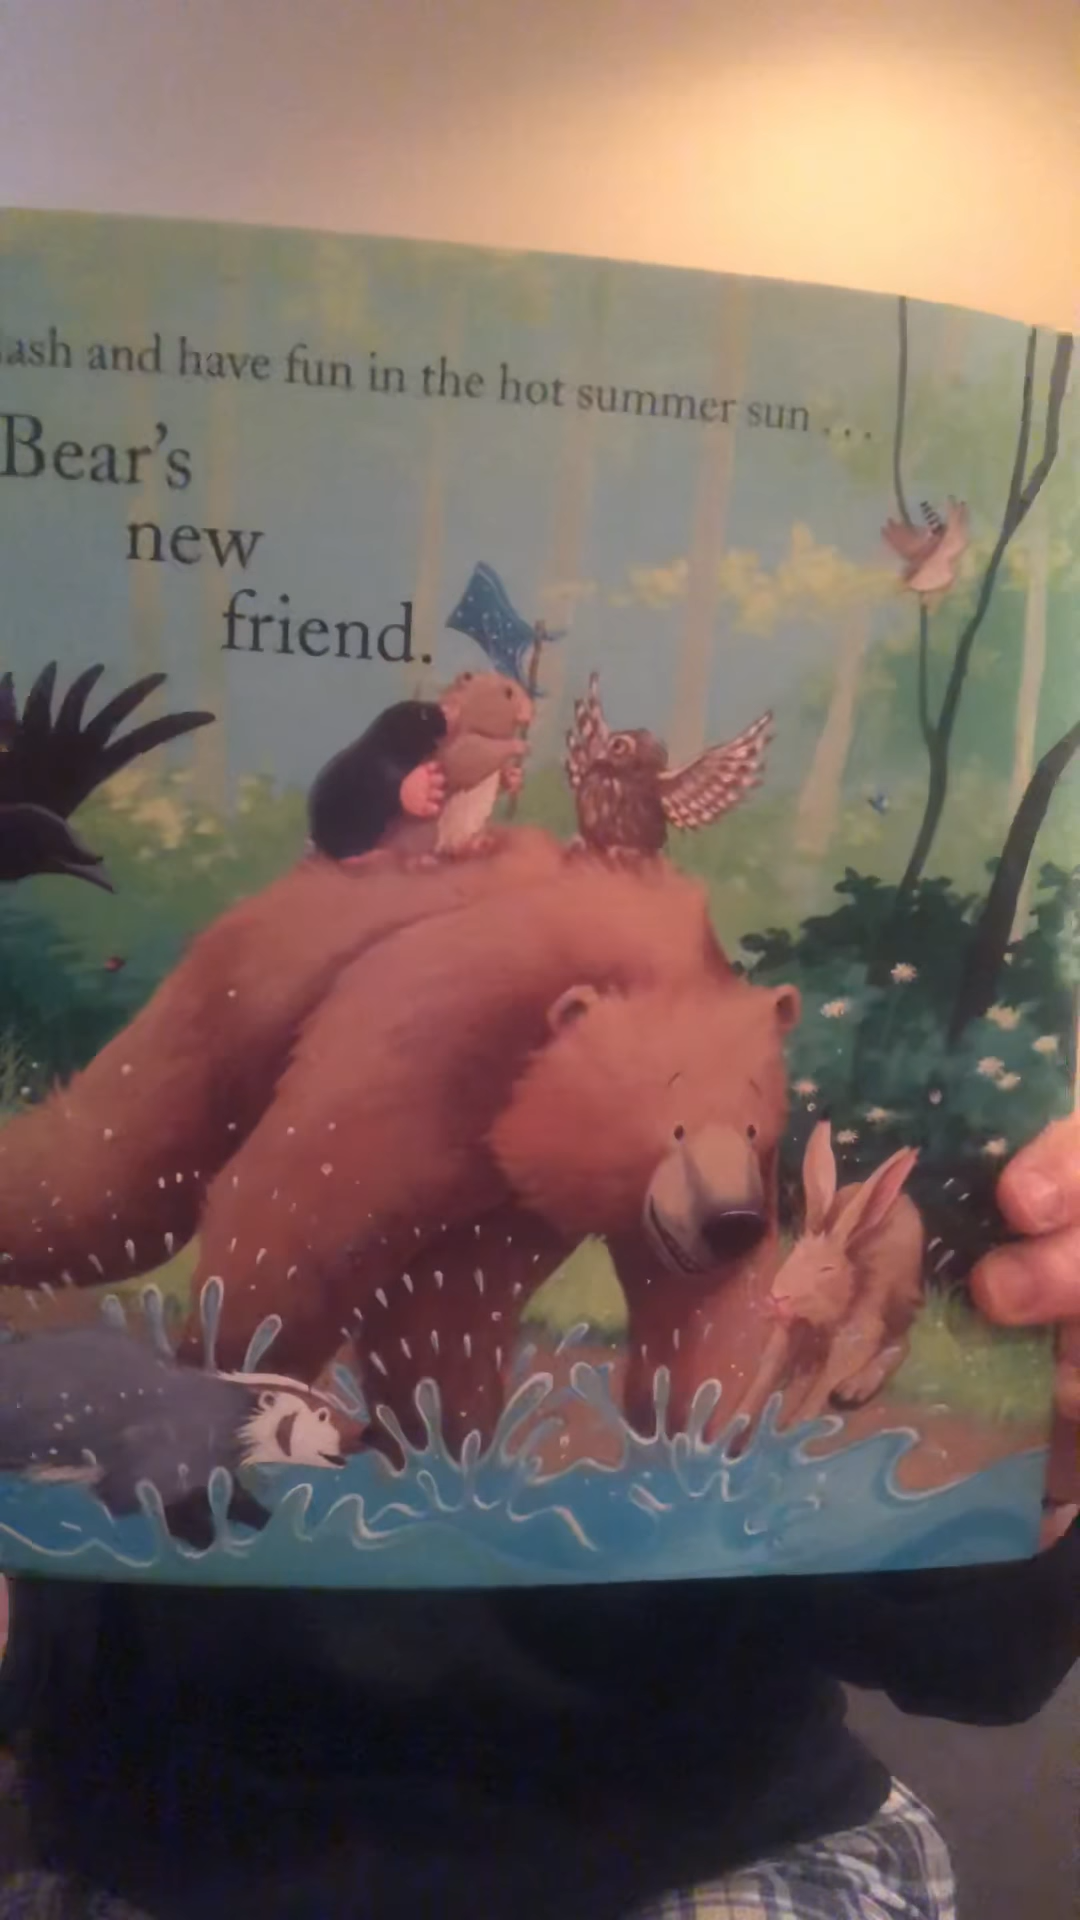 ash and have fun in the hot summer sun . . .
Bear's
new
friend.